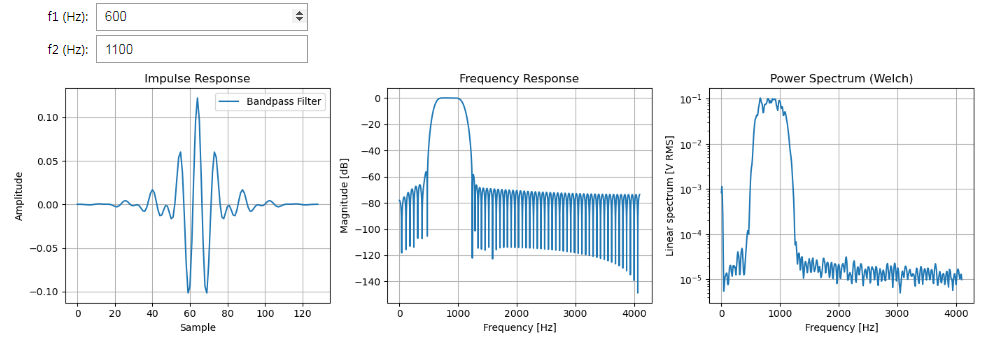 f1 (Hz): 600
f2 (Hz): 1100
Impulse Response
Bandpass Filter
0.10
0.05
0.00
−0.05
−0.10
Amplitude
0 20 40 60 80 100 120
Sample
Frequency Response
0
−20
−40
−60
−80
−100
−120
−140
Magnitude [dB]
0 1000 2000 3000 4000
Frequency [Hz]
Power Spectrum (Welch)
10⁻¹
10⁻²
10⁻³
10⁻⁴
10⁻⁵
Linear spectrum [V RMS]
0 1000 2000 3000 4000
Frequency [Hz]